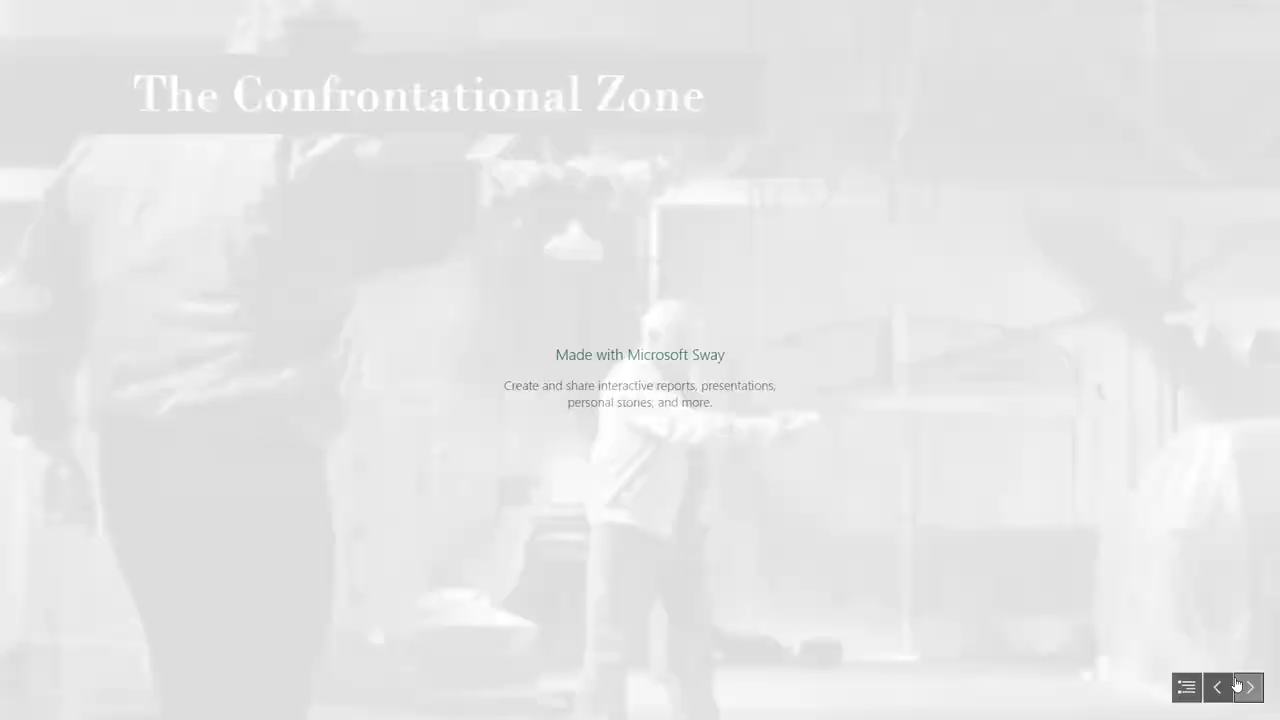 The Confrontational Zone
Made with Microsoft Sway
Create and share interactive reports, presentations,
personal stories, and more.